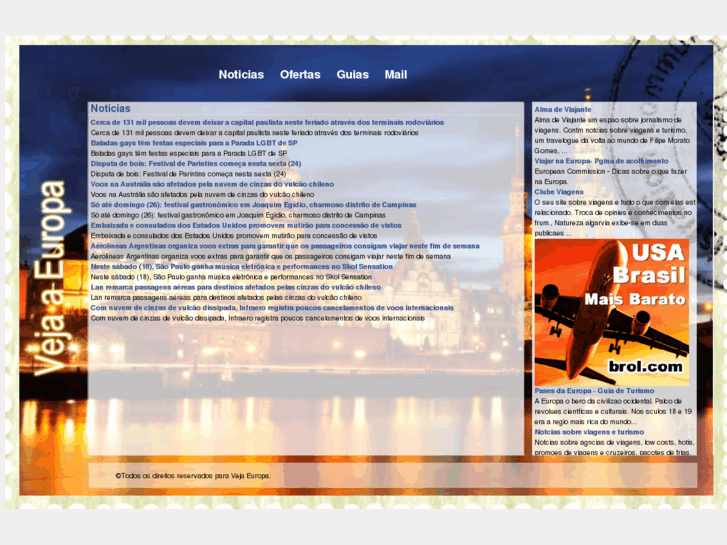 Noticias Ofertas Guias Mail
Veja a Europa
Noticias
Cerca de 131 mil pessoas devem deixar a capital paulista neste feriado através dos terminais rodoviários
Cerca de 131 mil pessoas devem deixar a capital paulista neste feriado através dos terminais rodoviários
Baladas gays têm festas especiais para a Parada LGBT de SP
Baladas gays têm festas especiais para a Parada LGBT de SP
Disputa de bois: Festival de Parintins começa nesta sexta (24)
Disputa de bois: Festival de Parintins começa nesta sexta (24)
Voos na Austrália são afetados pela nuvem de cinzas do vulcão chileno
Voos na Austrália são afetados pela nuvem de cinzas do vulcão chileno
Só até domingo (26): festival gastronômico em Joaquim Egídio, charmoso distrito de Campinas
Só até domingo (26): festival gastronômico em Joaquim Egídio, charmoso distrito de Campinas
Embaixada e consulados dos Estados Unidos promovem mutirão para concessão de vistos
Embaixada e consulados dos Estados Unidos promovem mutirão para concessão de vistos
Aerolíneas Argentinas organiza voos extras para garantir que os passageiros consigam viajar neste fim de semana
Aerolíneas Argentinas organiza voos extras para garantir que os passageiros consigam viajar neste fim de semana
Neste sábado (18), São Paulo ganha musica eletrônica e performances no Skol Sensation
Neste sábado (18), São Paulo ganha musica eletrônica e performances no Skol Sensation
Lan remarca passagens aéreas para destinos afetados pelas cinzas do vulcão chileno
Lan remarca passagens aéreas para destinos afetados pelas cinzas do vulcão chileno
Com nuvem de cinzas de vulcão dissipada, Infraero registra poucos cancelamentos de voos internacionais
Com nuvem de cinzas de vulcão dissipada, Infraero registra poucos cancelamentos de voos internacionais
Alma de Viajante
Alma de Viajante um espiso sobre jornalismo de
viagens. Contm notcias sobre viagens e turismo,
um travelogue da volta ao mundo de Filipe Morato
Gomes, ...
Viajar na Europa- Pgina de acolhimento
European Commission - Dicas sobre o que fazer
na Europa.
Clube Viagens
O seu site sobre viagens e tudo o que com elas est
relacionado. Troca de opinies e conhecimentos no
frum., Natureza algarvia exibe-se em duas
publicaes ...
USA
Brasil
Mais Barato
brol.com
Pases da Europa - Guia de Turismo
A Europa o bero da civilizao ocidental. Palco de
revolues cientficas e culturais. Nos sculos 18 e 19
era a regio mais rica do mundo...
Notcias sobre viagens e turismo
Notcias sobre agncias de viagens, low costs, hotis,
promoes de viagens e cruzeiros, pacotes de frias,
©Todos os direitos reservados para Veja Europa.